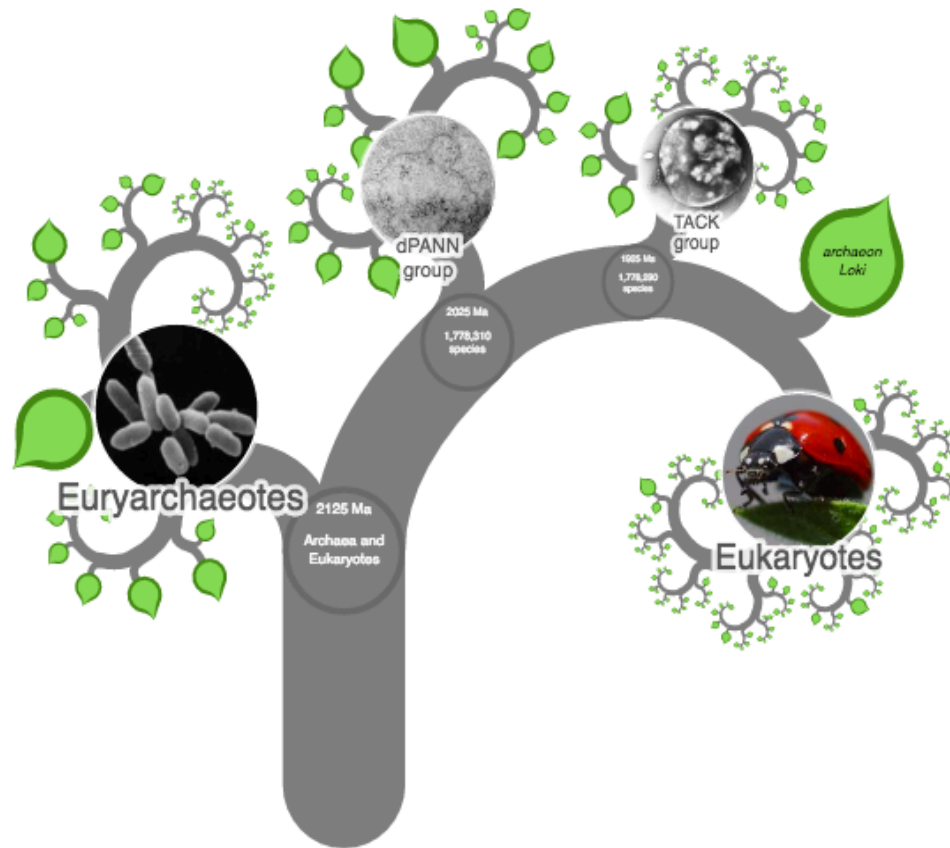 TACK
group
dPANN
group
archaeon
Loki
1935 Ma
1,778,290
species
2025 Ma
1,778,310
species
Euryarchaeotes
2125 Ma
Archaea and
Eukaryotes
Eukaryotes